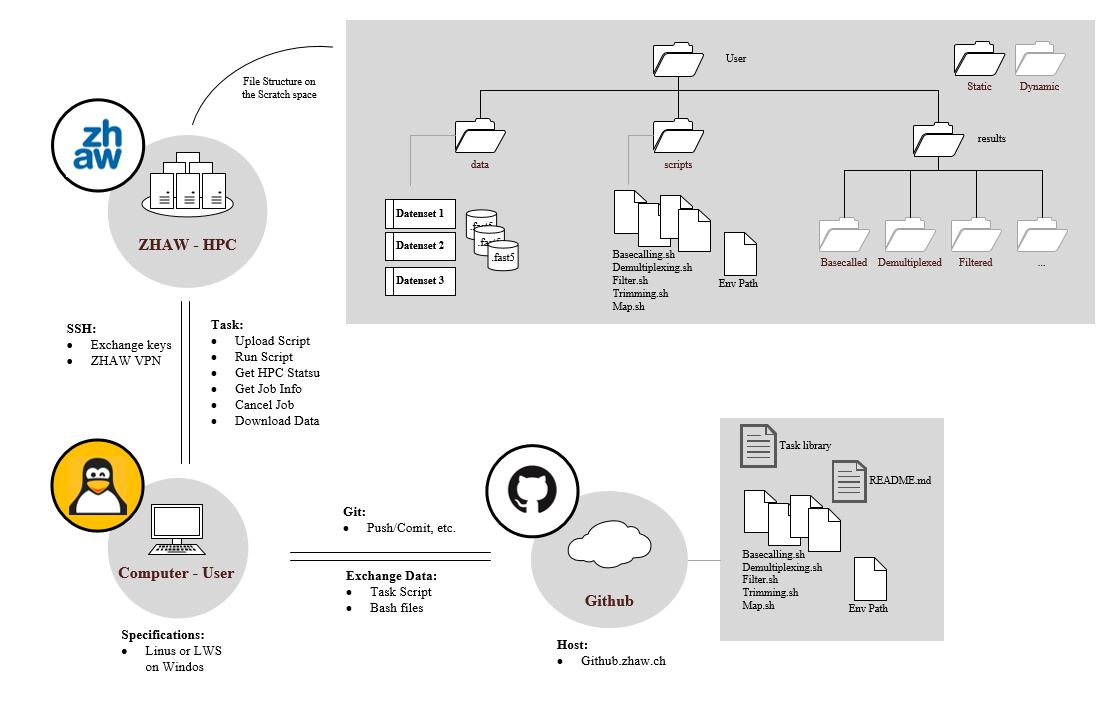 File Structure on
the Scratch space
User
Static
Dynamic
data
scripts
results
Datenset 1
Datenset 2
Datenset 3
.fast5
.fast5
.fast5
Basecalling.sh
Demultiplexing.sh
Filter.sh
Trimming.sh
Map.sh
Env Path
Basecalled
Demultiplexed
Filtered
...
zh
aw
ZHAW - HPC
SSH:
• Exchange keys
• ZHAW VPN
Task:
• Upload Script
• Run Script
• Get HPC Statsu
• Get Job Info
• Cancel Job
• Download Data
Computer - User
Specifications:
• Linus or LWS
on Windos
Git:
• Push/Comit, etc.
Exchange Data:
• Task Script
• Bash files
Github
Host:
• Github.zhaw.ch
Task library
README.md
Basecalling.sh
Demultiplexing.sh
Filter.sh
Trimming.sh
Map.sh
Env Path